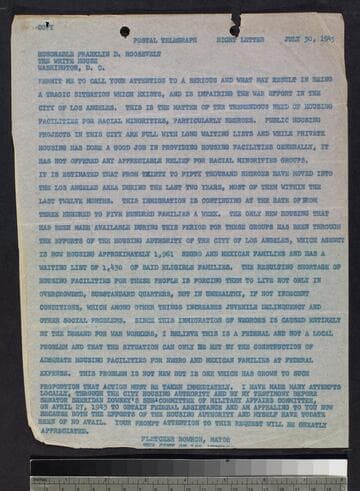 COPY
POSTAL TELEGRAPH NIGHT LETTER JULY 30, 1943
HONORABLE FRANKLIN D. ROOSEVELT
THE WHITE HOUSE
WASHINGTON, D. C.
PERMIT ME TO CALL YOUR ATTENTION TO A SERIOUS AND WHAT MAY RESULT IN BEING
A TRAGIC SITUATION WHICH EXISTS, AND IS IMPAIRING THE WAR EFFORT IN THE
CITY OF LOS ANGELES. THIS IS THE MATTER OF THE TREMENDOUS NEED OF HOUSING
FACILITIES FOR RACIAL MINORITIES, PARTICULARLY NEGROES. PUBLIC HOUSING
PROJECTS IN THIS CITY ARE FULL WITH LONG WAITING LISTS AND WHILE PRIVATE
HOUSING HAS DONE A GOOD JOB IN PROVIDING HOUSING FACILITIES GENERALLY, IT
HAS NOT OFFERED ANY APPRECIABLE RELIEF FOR RACIAL MINORITIES GROUPS.
IT IS ESTIMATED THAT FROM THIRTY TO FIFTY THOUSAND NEGROES HAVE MOVED INTO
THE LOS ANGELES AREA DURING THE LAST TWO YEARS, MOST OF THEM WITHIN THE
LAST TWELVE MONTHS. THIS IMMIGRATION IS CONTINUING AT THE RATE OF FROM
THREE HUNDRED TO FIVE HUNDRED FAMILIES A WEEK. THE ONLY NEW HOUSING THAT
HAS BEEN MADE AVAILABLE DURING THIS PERIOD FOR THESE GROUPS HAS BEEN THROUGH
THE EFFORTS OF THE HOUSING AUTHORITY OF THE CITY OF LOS ANGELES, WHICH AGENCY
IS NOW HOUSING APPROXIMATELY 1,961 NEGRO AND MEXICAN FAMILIES AND HAS A
WAITING LIST OF 1,430 OF SAID ELIGIBLE FAMILIES. THE RESULTING SHORTAGE OF
HOUSING FACILITIES FOR THESE PEOPLE IS FORCING THEM TO LIVE NOT ONLY IN
OVERCROWDED, SUBSTANDARD QUARTERS, BUT IN UNHEALTHY, IF NOT INDECENT
CONDITIONS, WHICH AMONG OTHER THINGS INCREASES JUVENILE DELINQUENCY AND
OTHER SOCIAL PROBLEMS. SINCE THIS IMMIGRATION OF NEGROES IS CAUSED ENTIRELY
BY THE DEMAND FOR WAR WORKERS, I BELIEVE THIS IS A FEDERAL AND NOT A LOCAL
PROBLEM AND THAT THE SITUATION CAN ONLY BE MET BY THE CONSTRUCTION OF
ADEQUATE HOUSING FACILITIES FOR NEGRO AND MEXICAN FAMILIES AT FEDERAL
EXPENSE. THIS PROBLEM IS NOT NEW BUT IS ONE WHICH HAS GROWN TO SUCH
PROPORTION THAT ACTION MUST BE TAKEN IMMEDIATELY. I HAVE MADE MANY ATTEMPTS
LOCALLY, THROUGH THE CITY HOUSING AUTHORITY AND BY MY TESTIMONY BEFORE
SENATOR SHERIDAN DOWNEY'S SUB-COMMITTEE OF MILITARY AFFAIRS COMMITTEE,
ON APRIL 27, 1943 TO OBTAIN FEDERAL ASSISTANCE AND AM APPEALING TO YOU NOW
BECAUSE BOTH THE EFFORTS OF THE HOUSING AUTHORITY AND MYSELF HAVE TODATE
BEEN OF NO AVAIL. YOUR PROMPT ATTENTION TO THIS REQUEST WILL BE GREATLY
APPRECIATED.
FLETCHER BOWRON, MAYOR
THE CITY OF LOS ANGELES